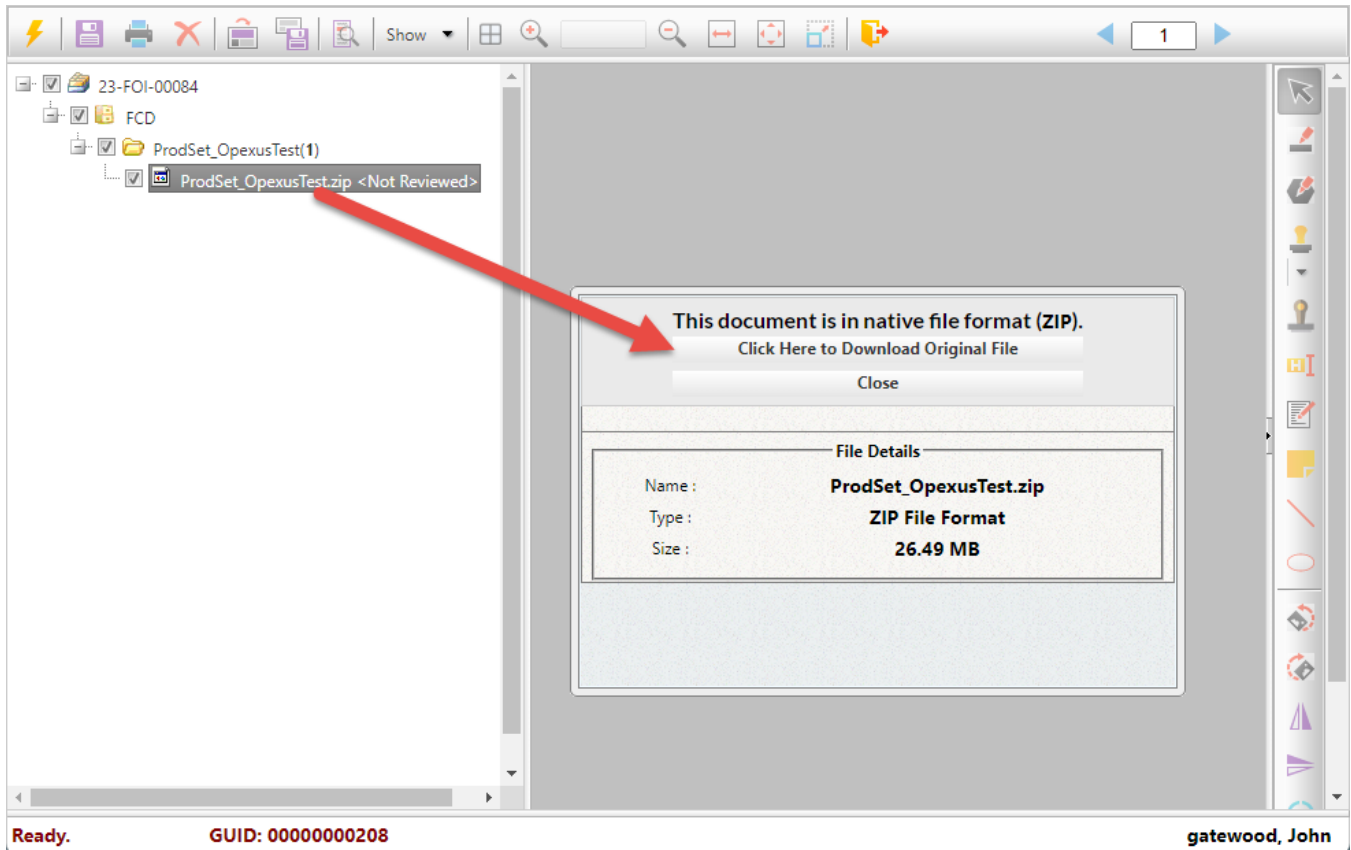 Show
1
23-FOI-00084
FCD
ProdSet_OpexusTest(1)
ProdSet_OpexusTest.zip <Not Reviewed>
This document is in native file format (ZIP).
Click Here to Download Original File
Close
File Details
Name : ProdSet_OpexusTest.zip
Type : ZIP File Format
Size : 26.49 MB
Ready. GUID: 00000000208 gatewood, John